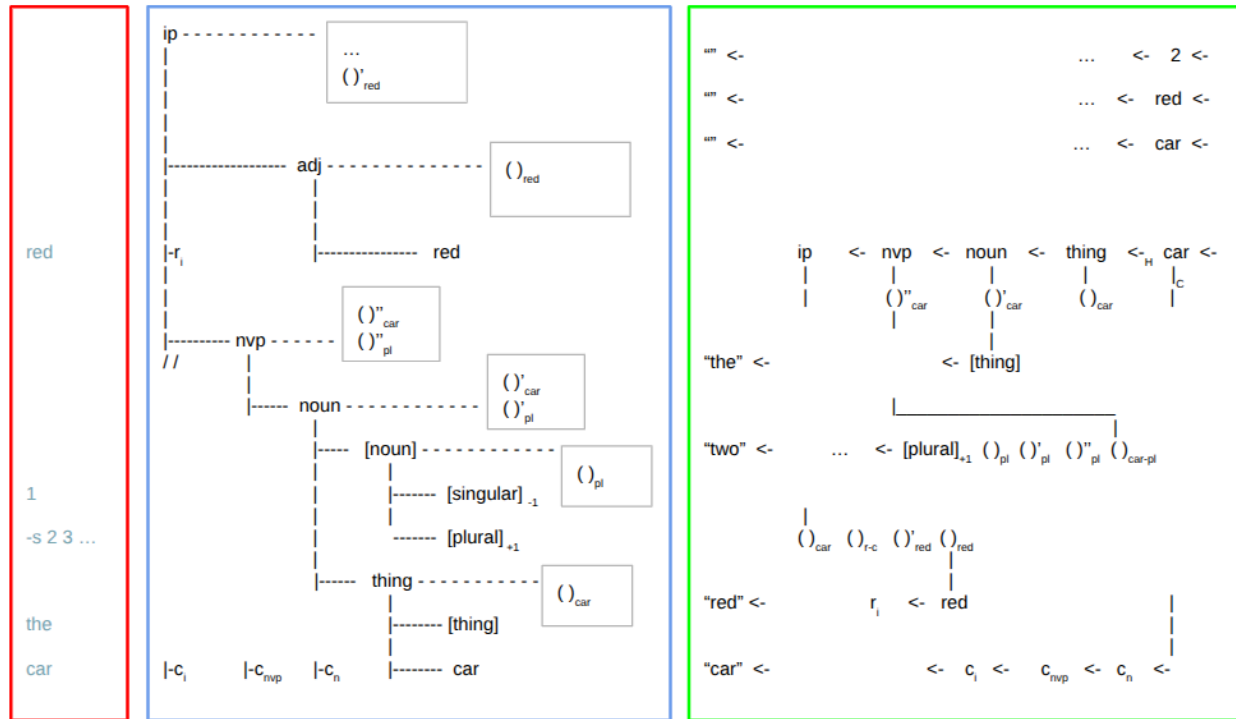 ip - - - - - - - - - - - -
…
( )’red
|------------------- adj - - - - - - - - - - - - - -
( )red
red
|-ri
|---------------- red
( )’’car
( )’’pl
|---------- nvp - - - - - -
/ /
( )’car
( )’pl
|------ noun - - - - - - - - - - - -
|----- [noun] - - - - - - - - - - - -
( )pl
1
|------- [singular] -1
-s 2 3 …
------- [plural]+1
|------ thing - - - - - - - - - - -
( )car
the
|-------- [thing]
car
|-ci |-cnvp |-cn |-------- car
“” <- … <- 2 <-
“” <- … <- red <-
“” <- … <- car <-
ip <- nvp <- noun <- thing <-H car <-
|C
( )’’car ( )’car ( )car
“the” <- <- [thing]
|______________________
“two” <- … <- [plural]+1 ( )pl ( )’pl ( )’’pl ( )car-pl
( )car ( )r-c ( )’red ( )red
“red” <- ri <- red
“car” <- <- ci <- cnvp <- cn <-